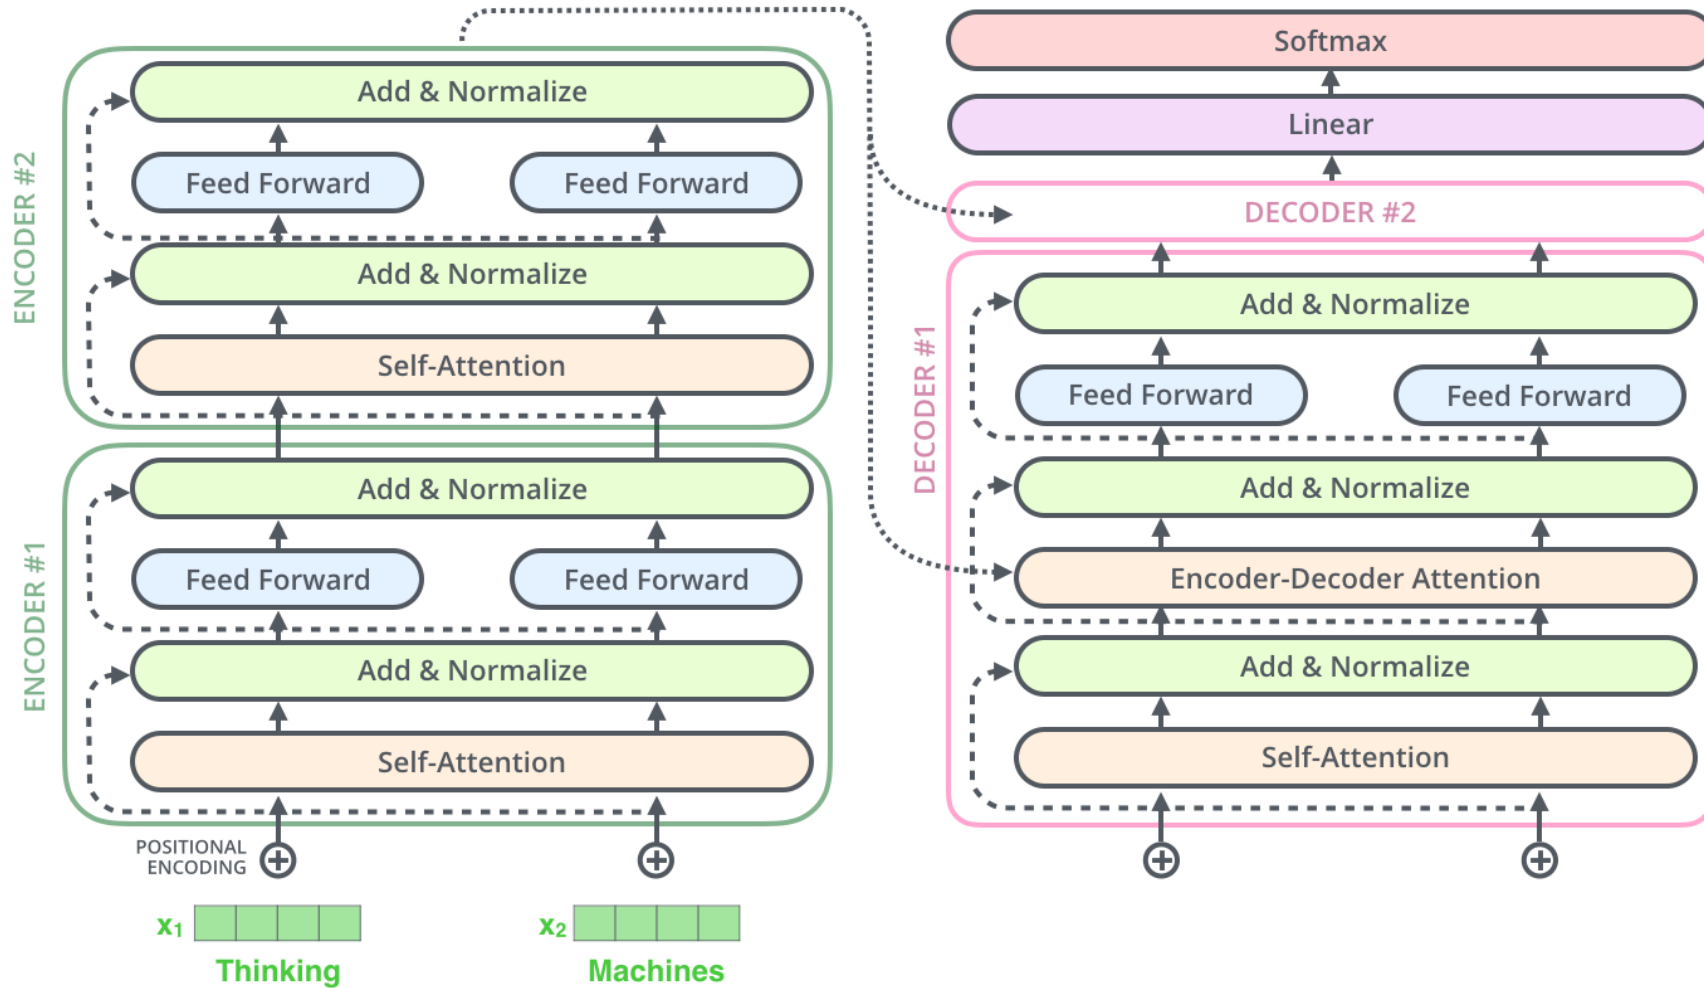 ENCODER #2
Add & Normalize
Feed Forward
Feed Forward
Add & Normalize
Self-Attention
ENCODER #1
Add & Normalize
Feed Forward
Feed Forward
Add & Normalize
Self-Attention
POSITIONAL
ENCODING
x₁
x₂
Thinking
Machines
Softmax
Linear
DECODER #2
DECODER #1
Add & Normalize
Feed Forward
Feed Forward
Add & Normalize
Encoder-Decoder Attention
Add & Normalize
Self-Attention